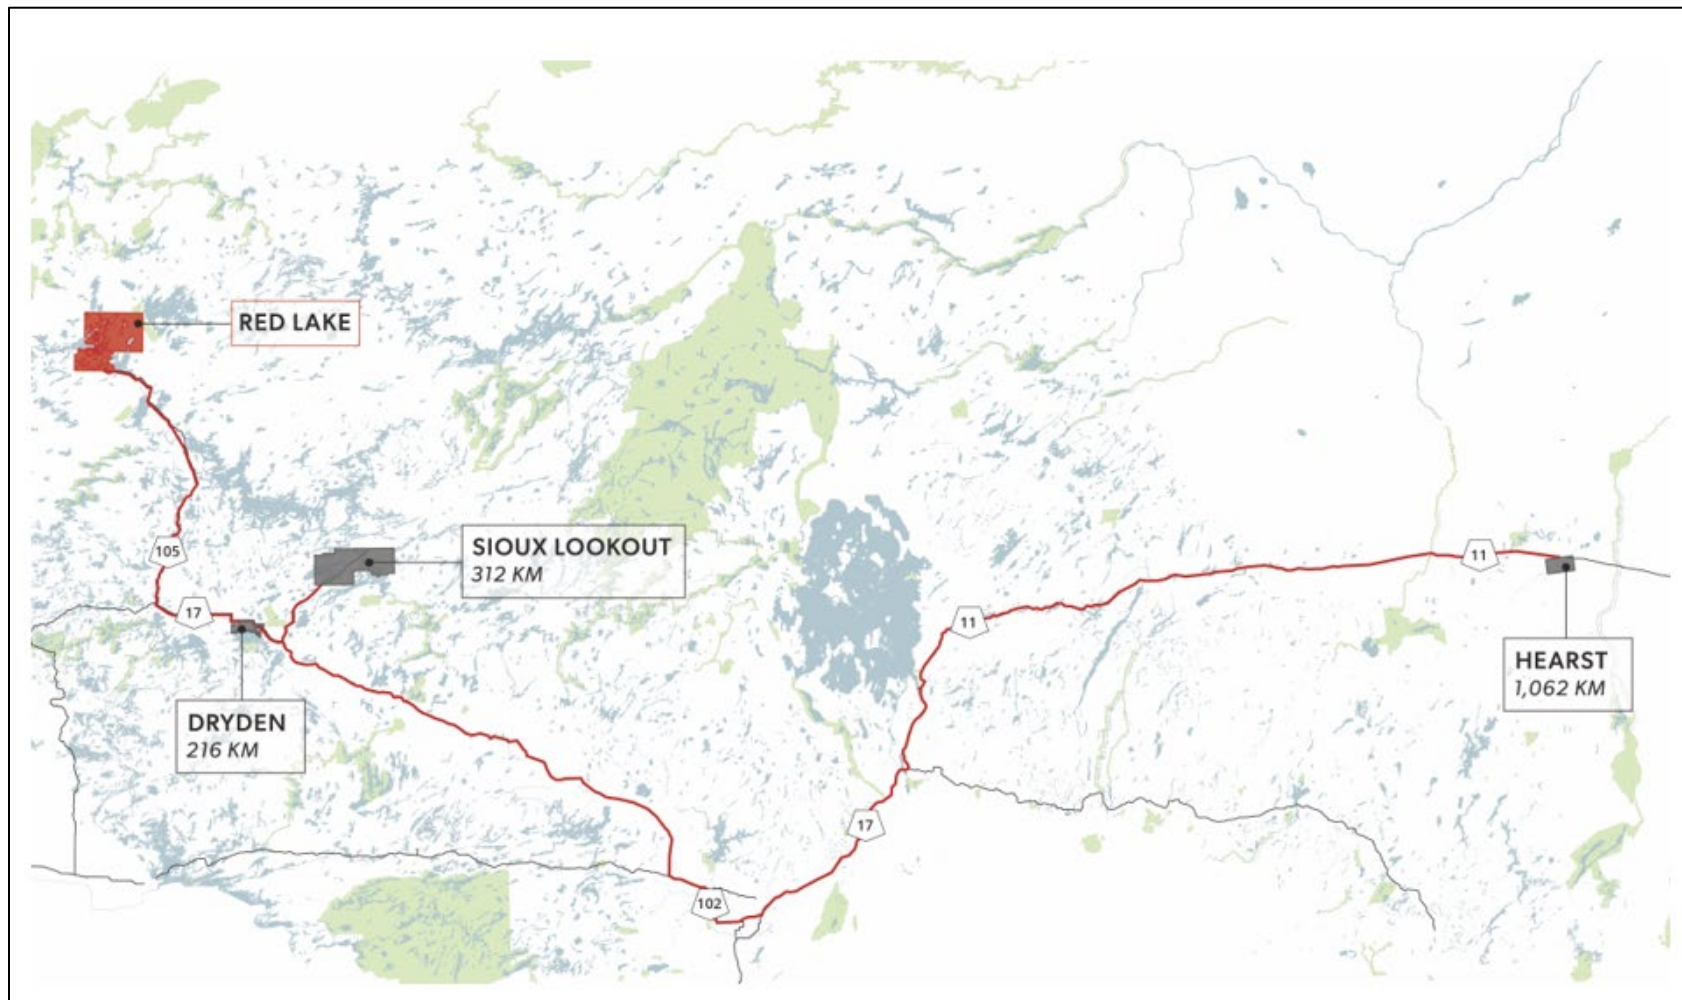 RED LAKE
SIOUX LOOKOUT
312 KM
105
11
17
11
HEARST
1,062 KM
DRYDEN
216 KM
17
102